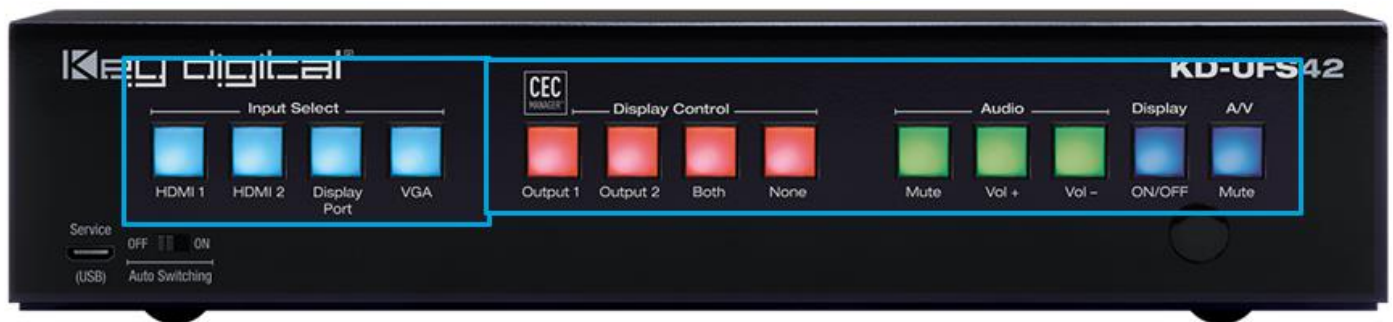 Key digital®
KD-UFS42
CEC
MANAGER™
Input Select
Display Control
Audio
Display
A/V
HDMI 1
HDMI 2
Display
Port
VGA
Output 1
Output 2
Both
None
Mute
Vol +
Vol –
ON/OFF
Mute
Service
(USB)
OFF
ON
Auto Switching